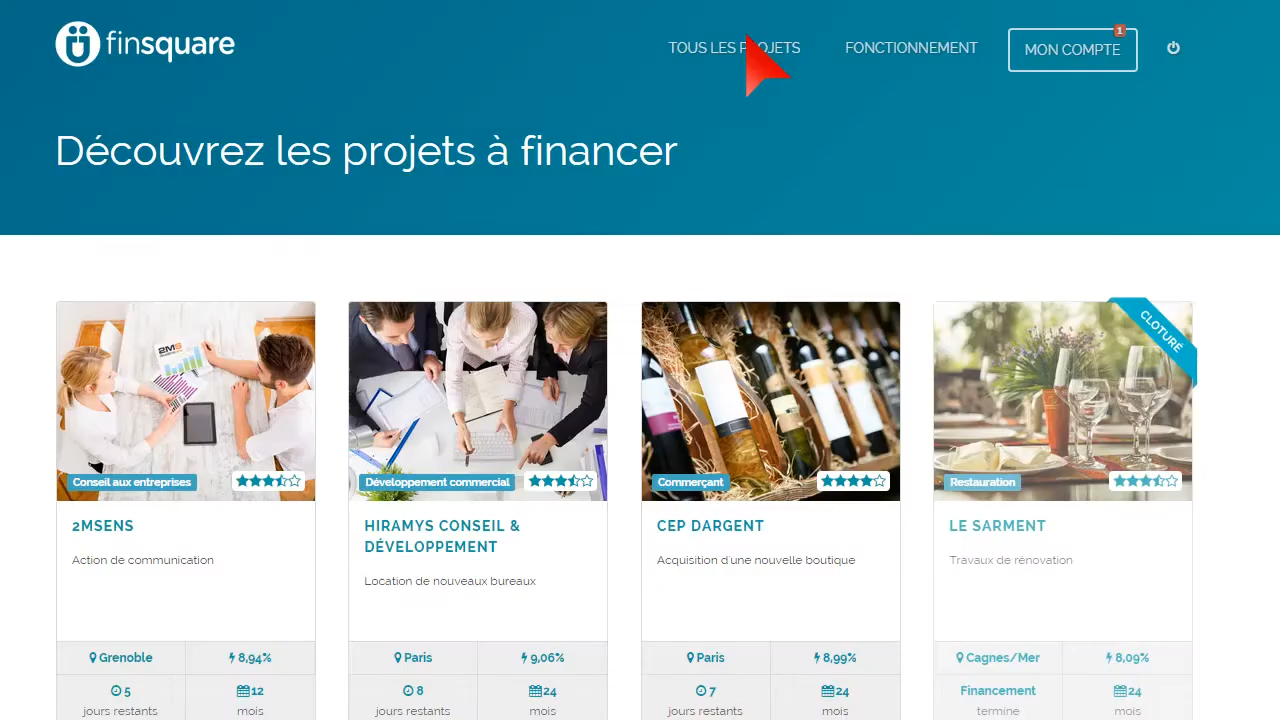 finsquare
TOUS LES PROJETS
FONCTIONNEMENT
MON COMPTE
1
Découvrez les projets à financer
2MS
Conseil aux entreprises
2MSENS
Action de communication
Grenoble
8,94%
5
jours restants
12
mois
Développement commercial
HIRAMYS CONSEIL &
DÉVELOPPEMENT
Location de nouveaux bureaux
Paris
9,06%
8
jours restants
24
mois
Commerçant
CEP DARGENT
Acquisition d'une nouvelle boutique
Paris
8,99%
7
jours restants
24
mois
CLOTURÉ
Restauration
LE SARMENT
Travaux de rénovation
Cagnes/Mer
8,09%
Financement
termine
24
mois